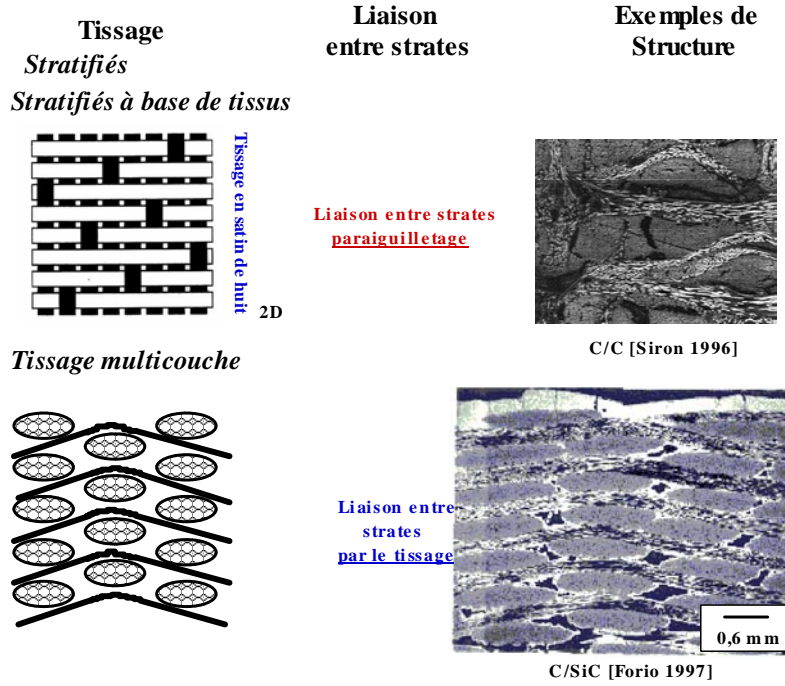 Tissage
Liaison
entre strates
Exemples de
Structure
Stratifiés
Stratifiés à base de tissus
Tissage en satin de huit
2D
Liaison entre strates
paraiguilletage
C/C [Siron 1996]
Tissage multicouche
Liaison entre
strates
par le tissage
0,6 mm
C/SiC [Forio 1997]